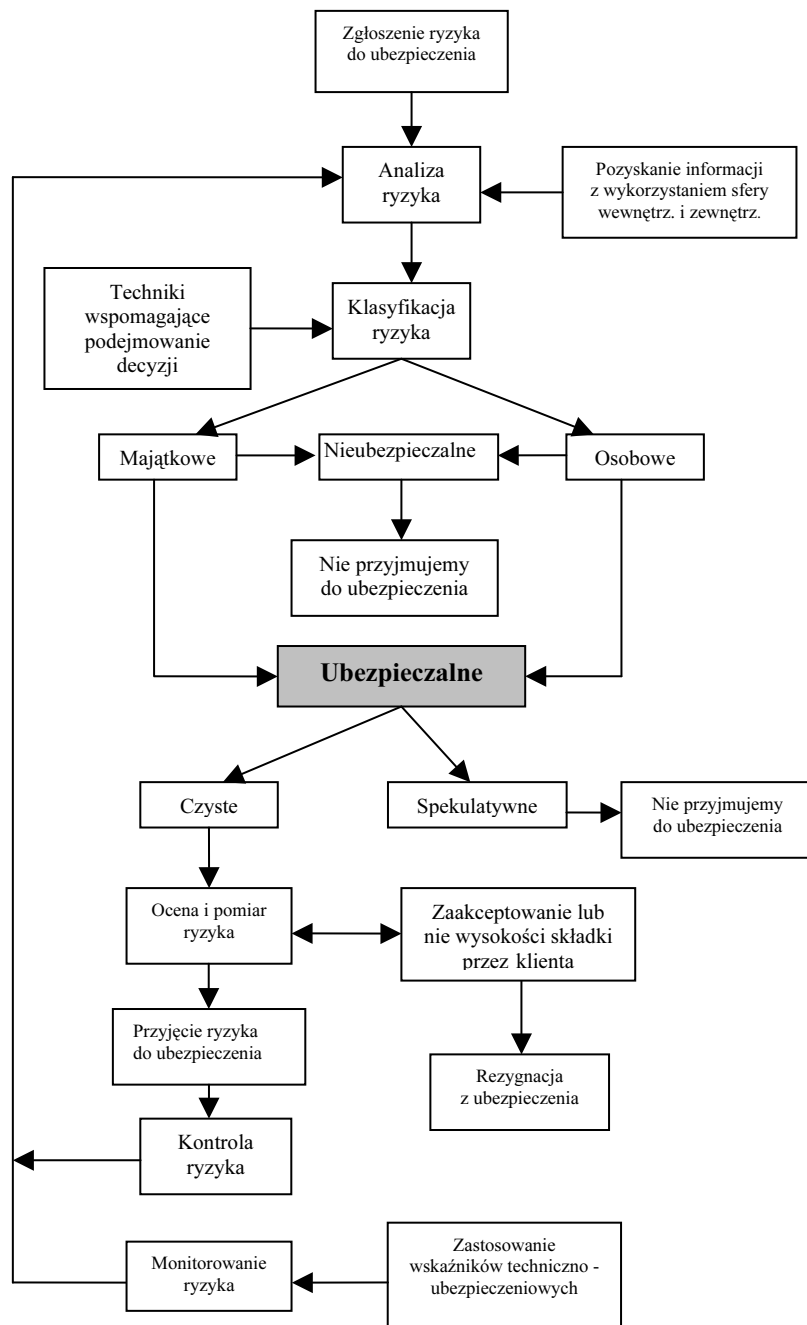 Zgłoszenie ryzyka
do ubezpieczenia
Analiza
ryzyka
Pozyskanie informacji
z wykorzystaniem sfery
wewnętrz. i zewnętrz.
Techniki
wspomagające
podejmowanie
decyzji
Klasyfikacja
ryzyka
Majątkowe
Nieubezpieczalne
Osobowe
Nie przyjmujemy
do ubezpieczenia
Ubezpieczalne
Czyste
Spekulatywne
Nie przyjmujemy
do ubezpieczenia
Ocena i pomiar
ryzyka
Zaakceptowanie lub
nie wysokości składki
przez klienta
Przyjęcie ryzyka
do ubezpieczenia
Rezygnacja
z ubezpieczenia
Kontrola
ryzyka
Monitorowanie
ryzyka
Zastosowanie
wskaźników techniczno -
ubezpieczeniowych